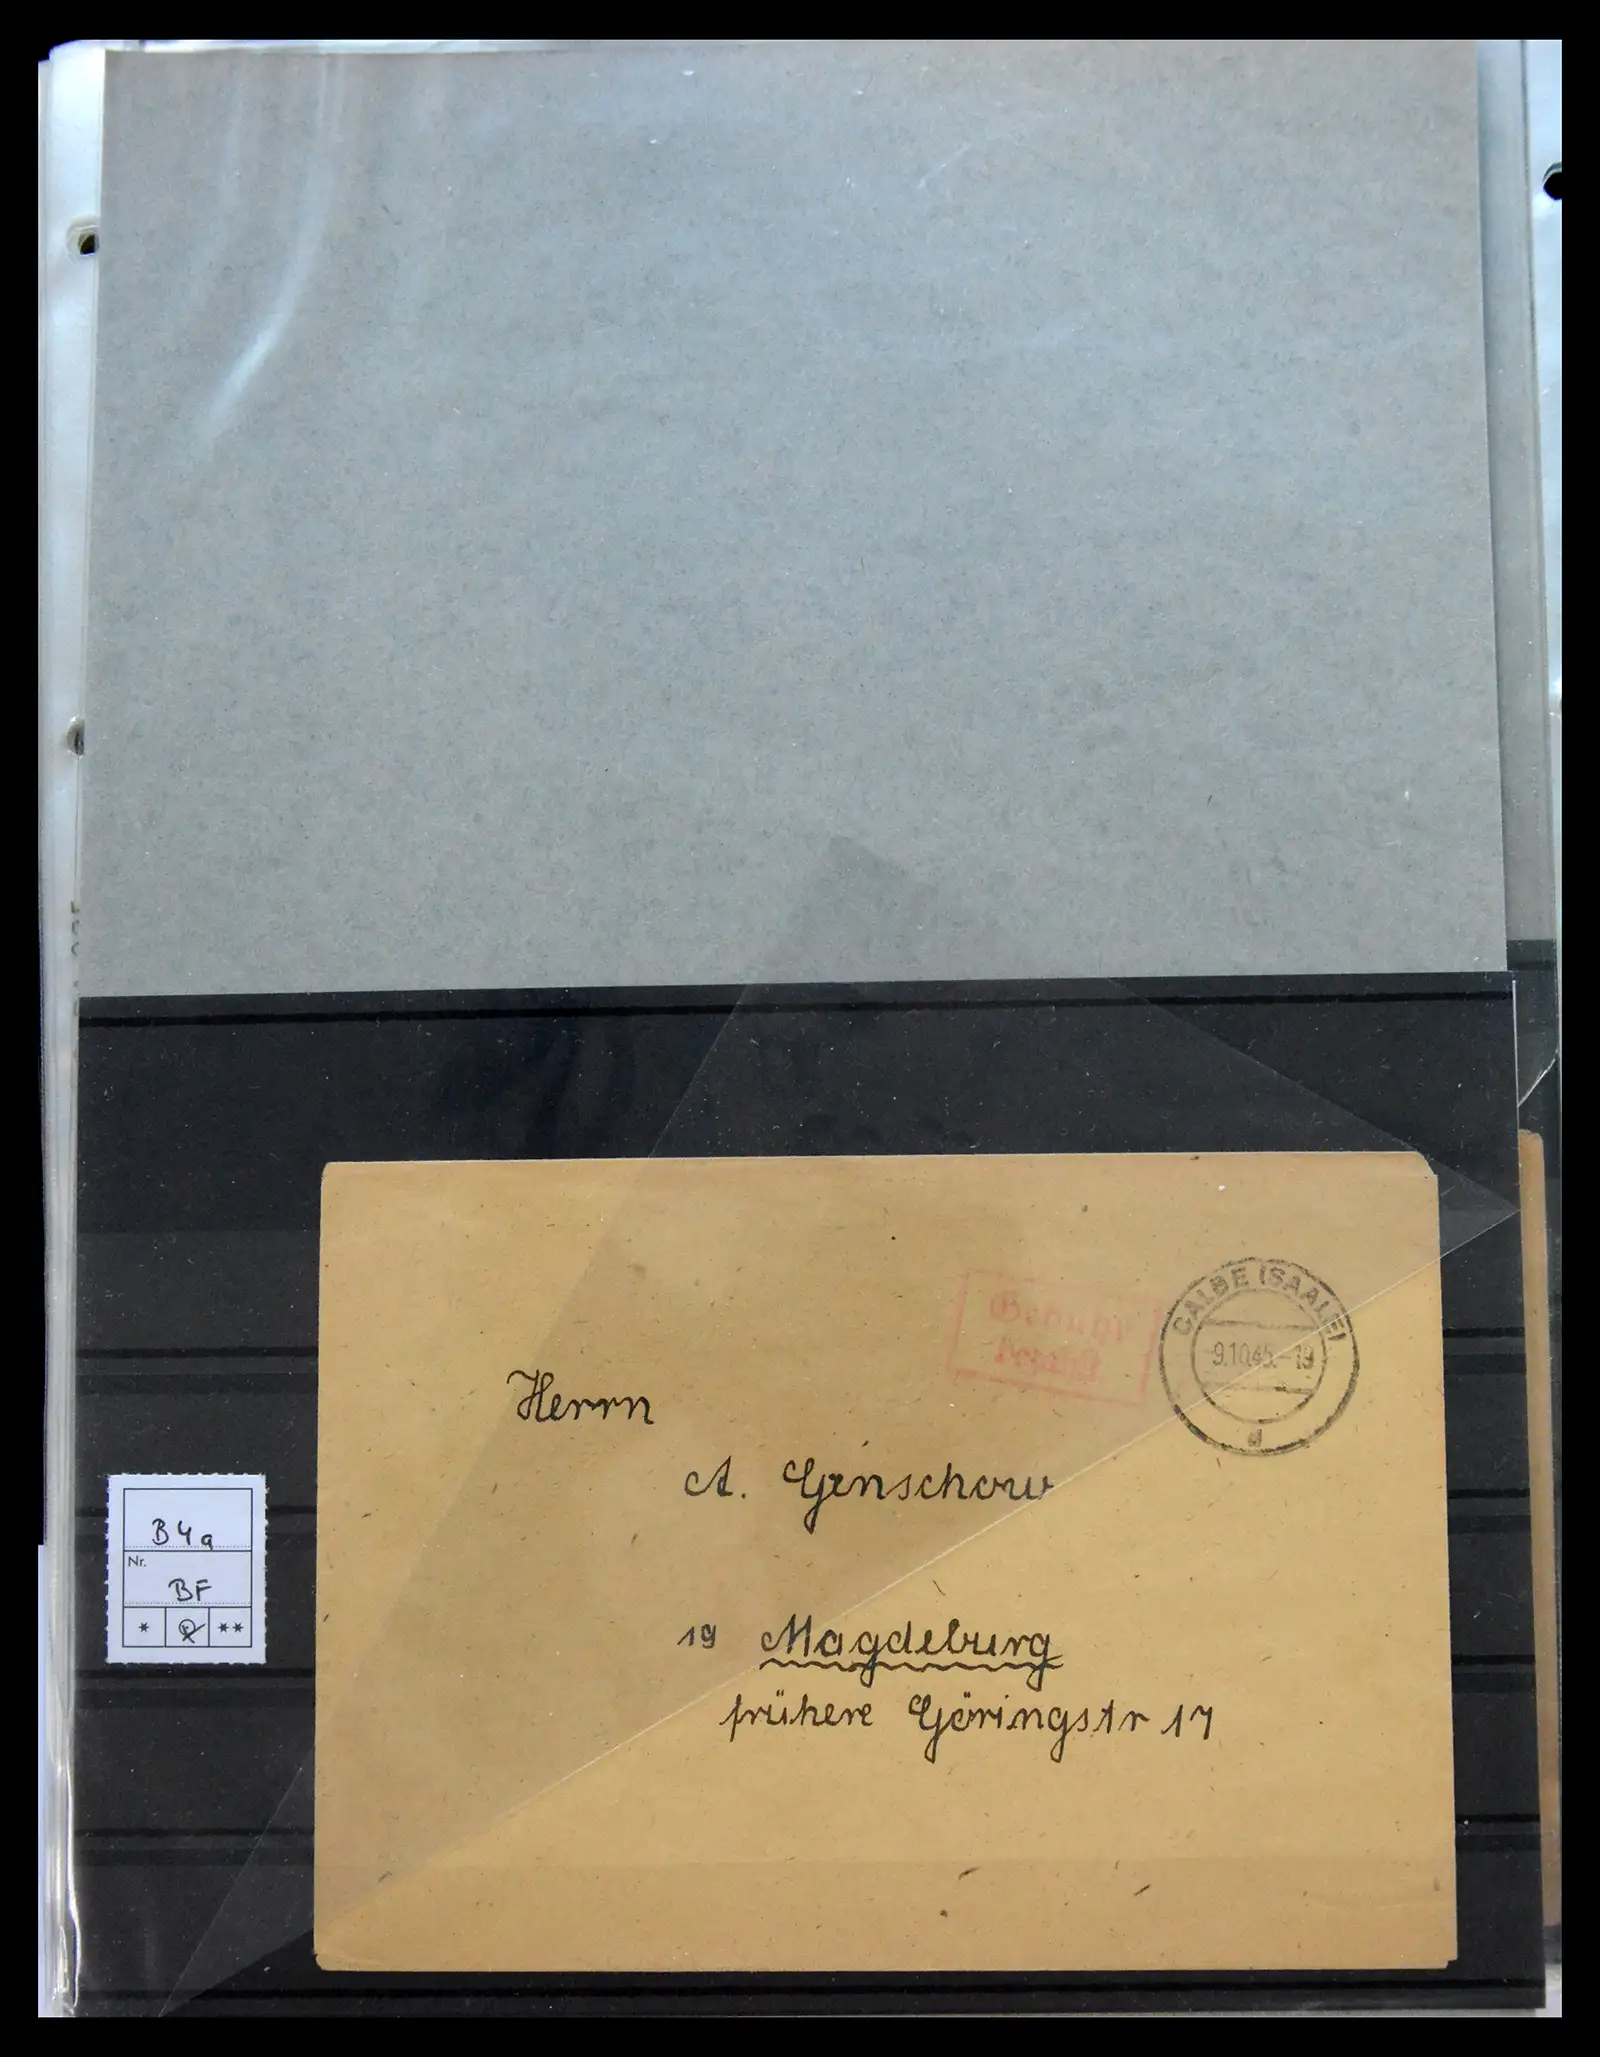 Gebühr
bezahlt
CALBE (SAALE)
9.10.45.-19
d
Herrn
A. Genschow
19 Magdeburg
frühere Göringstr 17
B4a
Nr.
BF
* * **